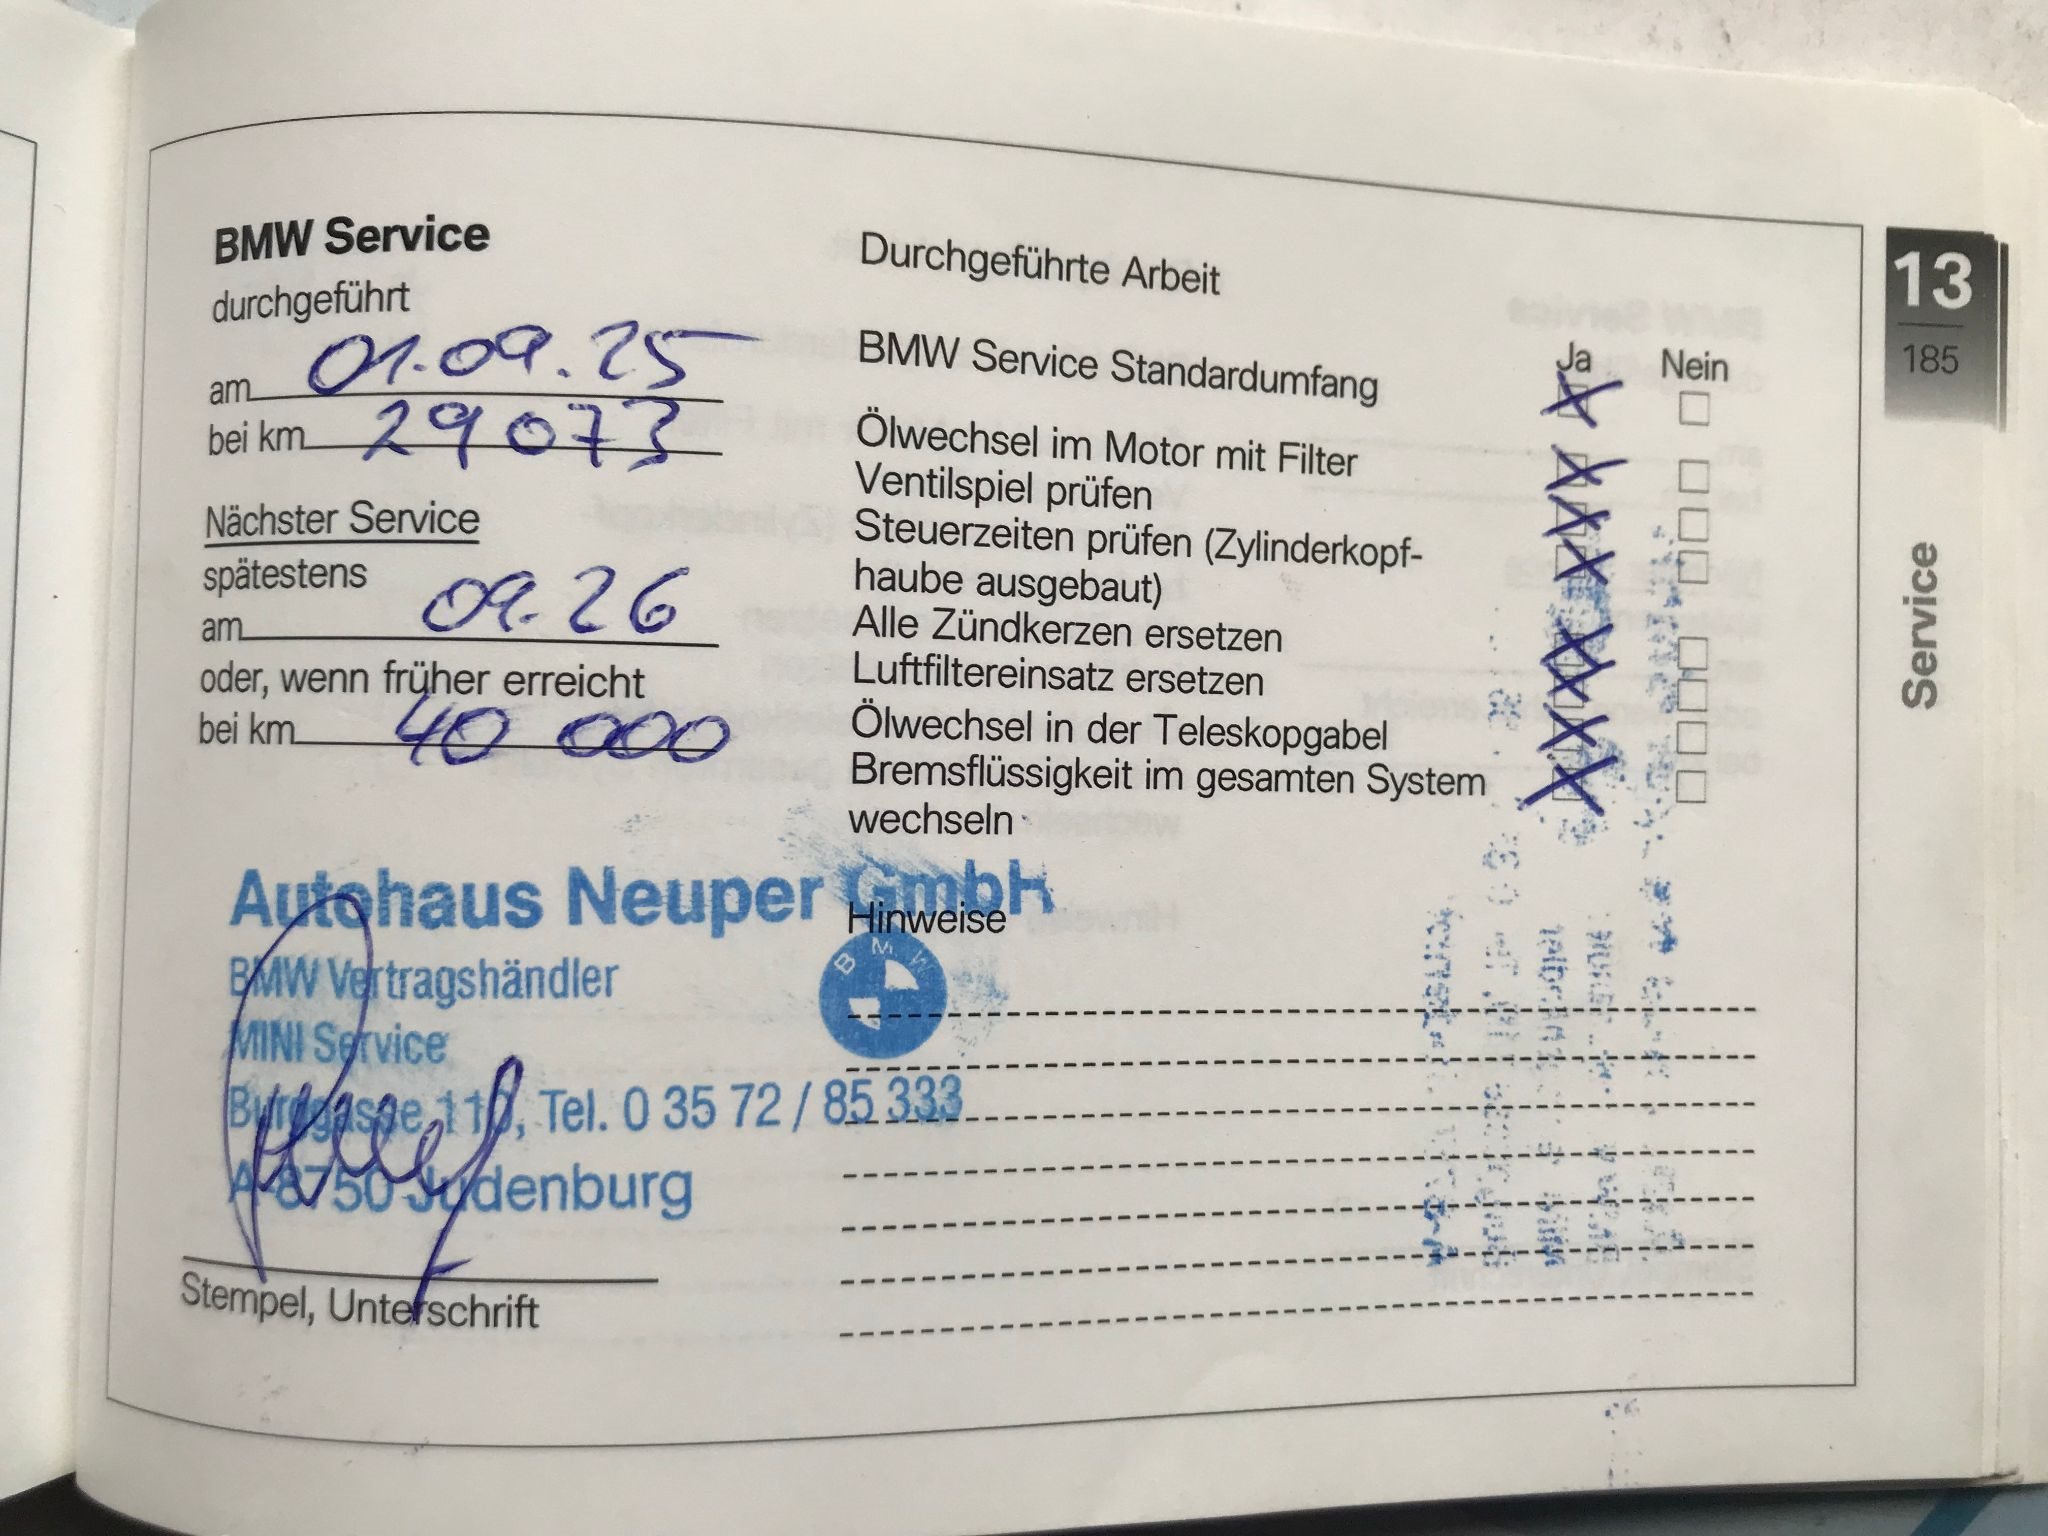 BMW Service
durchgeführt
am 01.09.25
bei km 29 073
Nächster Service
spätestens
am 09.26
oder, wenn früher erreicht
bei km 40 000
Autohaus Neuper GmbH
BMW Vertragshändler
MINI Service
Burggasse 110, Tel. 0 35 72 / 85 333
A-8750 Judenburg
BMW
Stempel, Unterschrift
Durchgeführte Arbeit
Ja Nein
BMW Service Standardumfang
Ölwechsel im Motor mit Filter
Ventilspiel prüfen
Steuerzeiten prüfen (Zylinderkopf-
haube ausgebaut)
Alle Zündkerzen ersetzen
Luftfiltereinsatz ersetzen
Ölwechsel in der Teleskopgabel
Bremsflüssigkeit im gesamten System
wechseln
Hinweise
13
185
Service